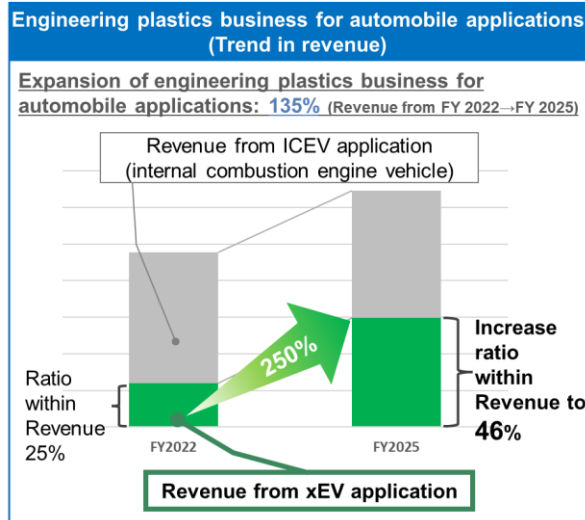 Engineering plastics business for automobile applications
(Trend in revenue)
Expansion of engineering plastics business for
automobile applications: 135% (Revenue from FY 2022→FY 2025)
Revenue from ICEV application
(internal combustion engine vehicle)
250%
Ratio
within
Revenue
25%
Increase
ratio
within
Revenue to
46%
FY2022
FY2025
Revenue from xEV application